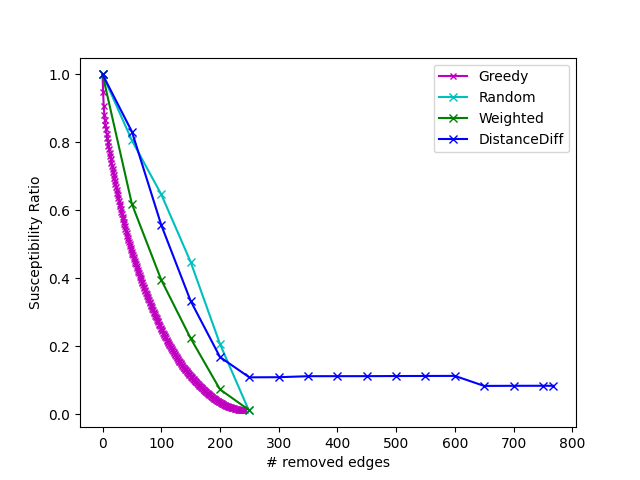 Greedy
Random
Weighted
DistanceDiff
Susceptibility Ratio
1.0
0.8
0.6
0.4
0.2
0.0
0 100 200 300 400 500 600 700 800
# removed edges